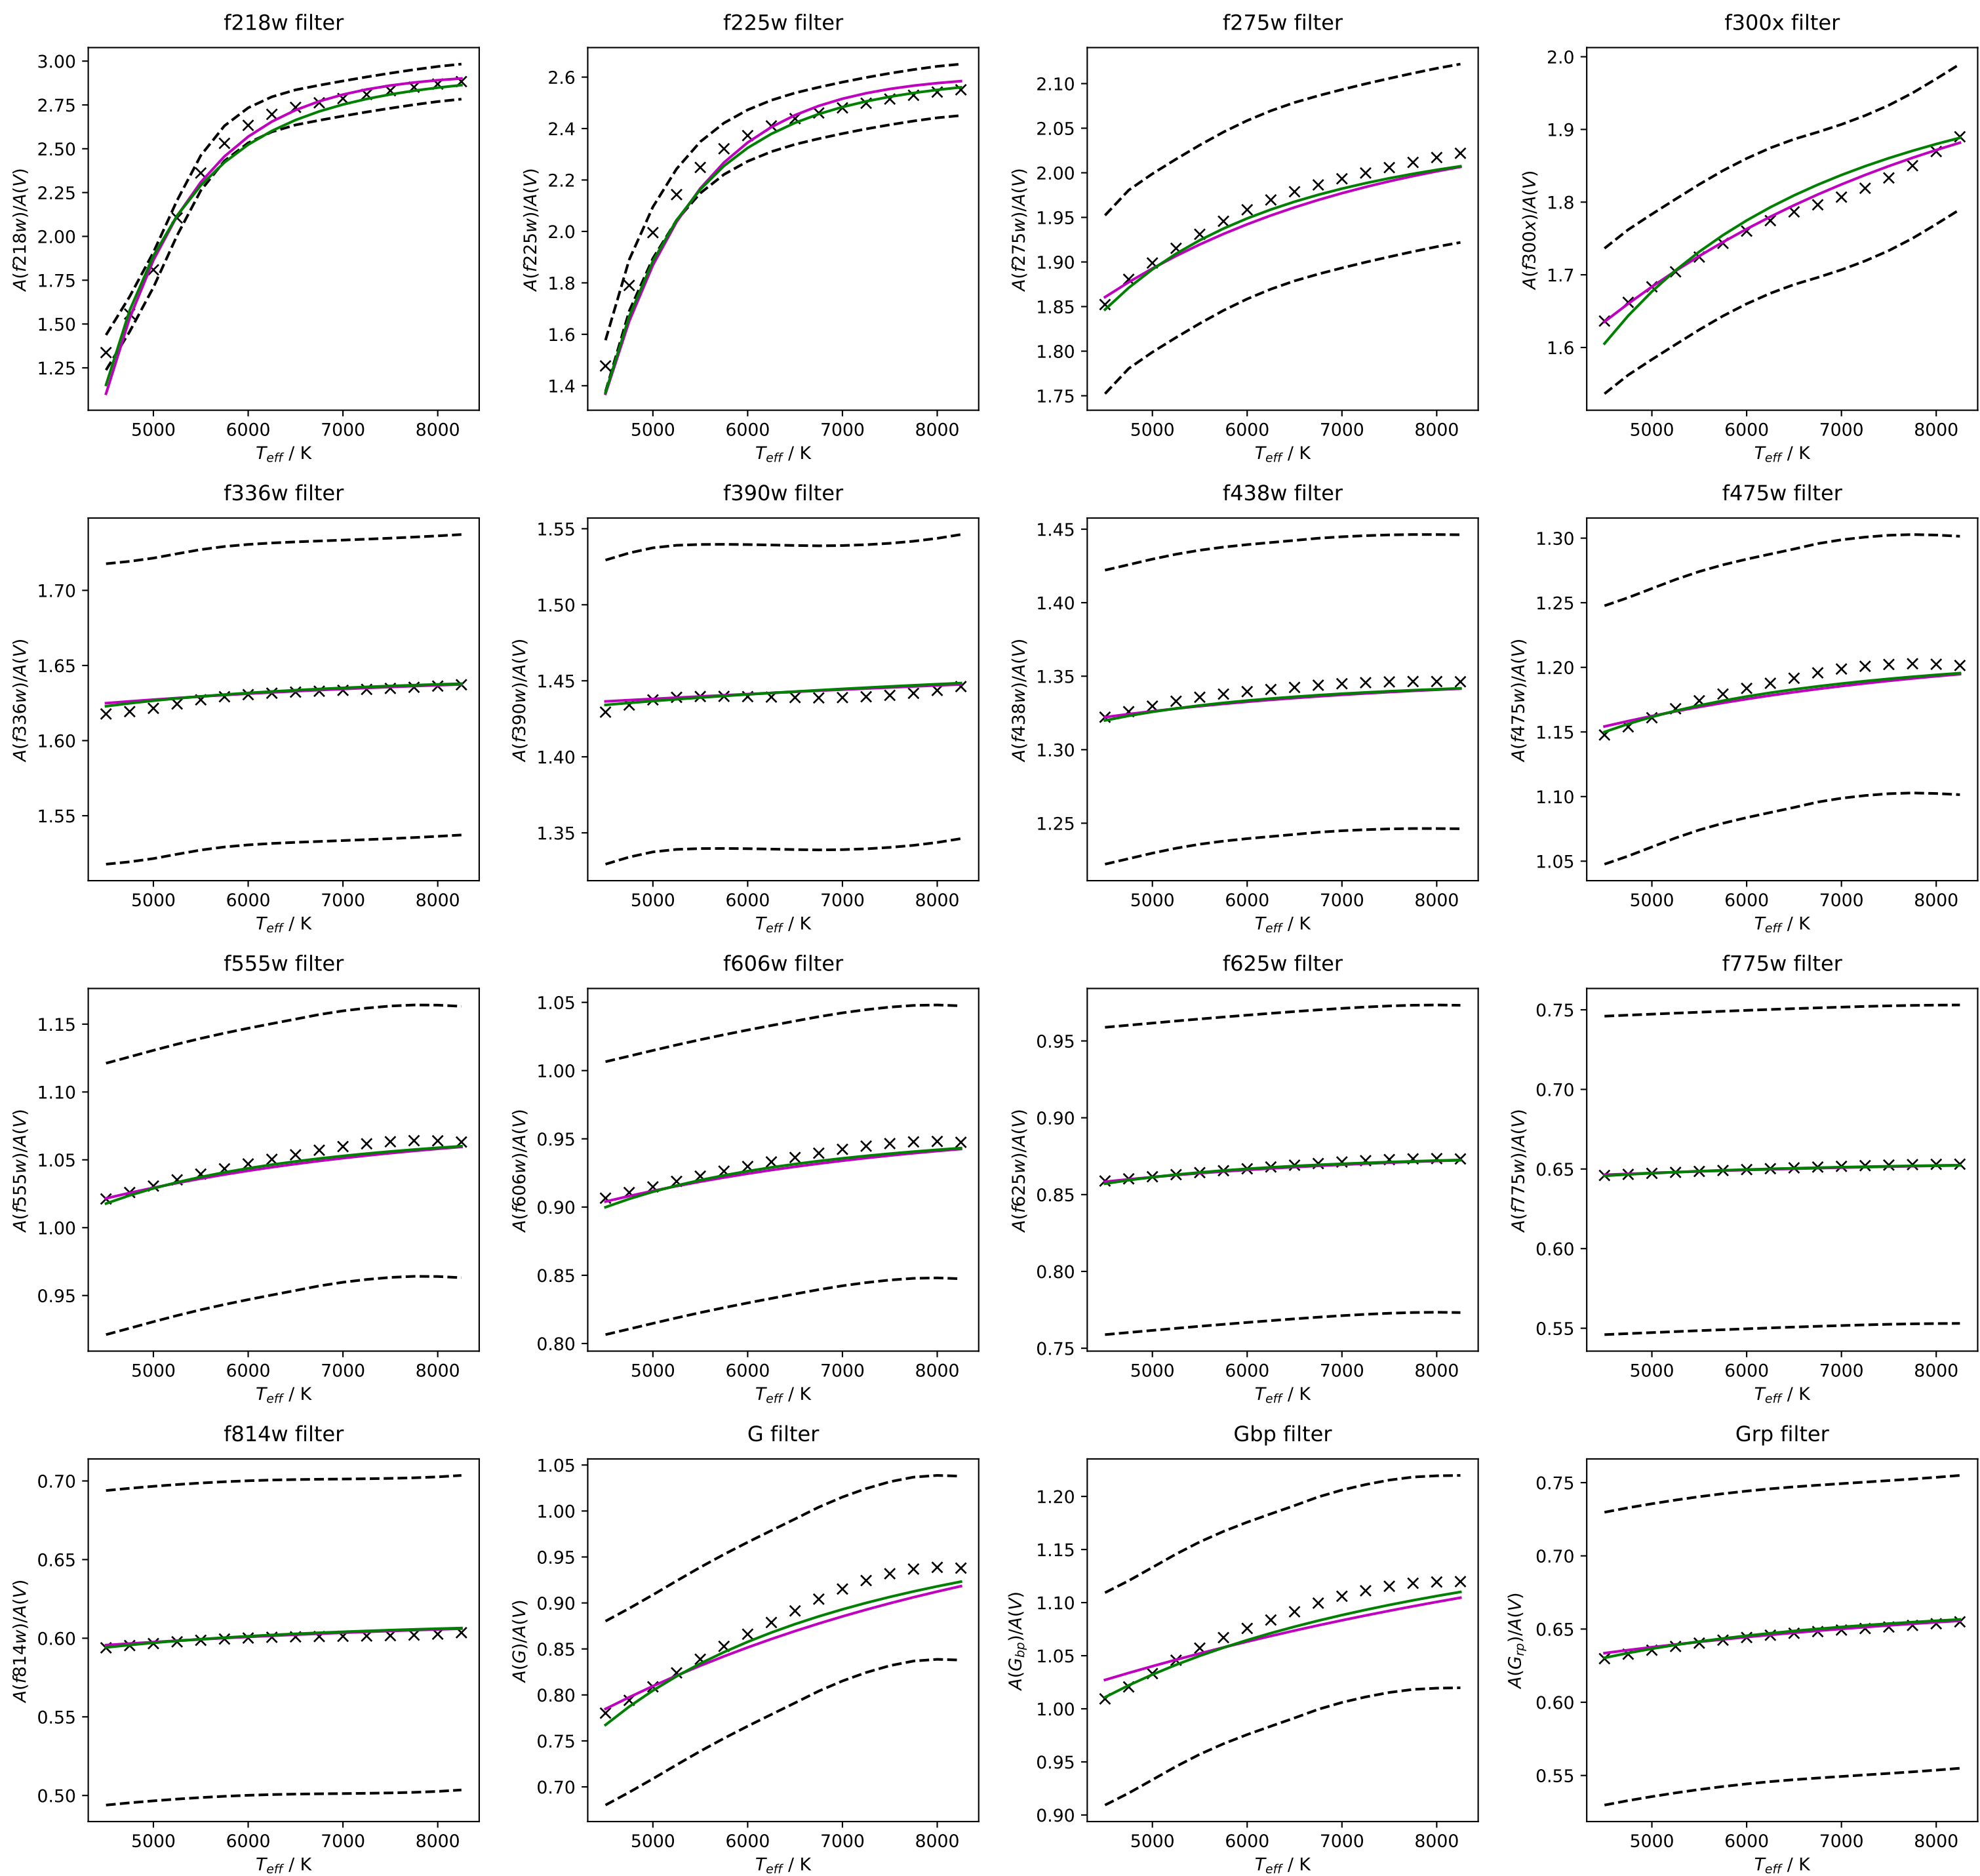 f218w filter
f225w filter
f275w filter
f300x filter
A(f218w)/A(V)
3.00
2.75
2.50
2.25
2.00
1.75
1.50
1.25
5000 6000 7000 8000
T_eff / K
A(f225w)/A(V)
2.6
2.4
2.2
2.0
1.8
1.6
1.4
5000 6000 7000 8000
T_eff / K
A(f275w)/A(V)
2.10
2.05
2.00
1.95
1.90
1.85
1.80
1.75
5000 6000 7000 8000
T_eff / K
A(f300x)/A(V)
2.0
1.9
1.8
1.7
1.6
5000 6000 7000 8000
T_eff / K
f336w filter
f390w filter
f438w filter
f475w filter
A(f336w)/A(V)
1.70
1.65
1.60
1.55
5000 6000 7000 8000
T_eff / K
A(f390w)/A(V)
1.55
1.50
1.45
1.40
1.35
5000 6000 7000 8000
T_eff / K
A(f438w)/A(V)
1.45
1.40
1.35
1.30
1.25
5000 6000 7000 8000
T_eff / K
A(f475w)/A(V)
1.30
1.25
1.20
1.15
1.10
1.05
5000 6000 7000 8000
T_eff / K
f555w filter
f606w filter
f625w filter
f775w filter
A(f555w)/A(V)
1.15
1.10
1.05
1.00
0.95
5000 6000 7000 8000
T_eff / K
A(f606w)/A(V)
1.05
1.00
0.95
0.90
0.85
0.80
5000 6000 7000 8000
T_eff / K
A(f625w)/A(V)
0.95
0.90
0.85
0.80
0.75
5000 6000 7000 8000
T_eff / K
A(f775w)/A(V)
0.75
0.70
0.65
0.60
0.55
5000 6000 7000 8000
T_eff / K
f814w filter
G filter
Gbp filter
Grp filter
A(f814w)/A(V)
0.70
0.65
0.60
0.55
0.50
5000 6000 7000 8000
T_eff / K
A(G)/A(V)
1.05
1.00
0.95
0.90
0.85
0.80
0.75
0.70
5000 6000 7000 8000
T_eff / K
A(G_bp)/A(V)
1.20
1.15
1.10
1.05
1.00
0.95
0.90
5000 6000 7000 8000
T_eff / K
A(G_rp)/A(V)
0.75
0.70
0.65
0.60
0.55
5000 6000 7000 8000
T_eff / K